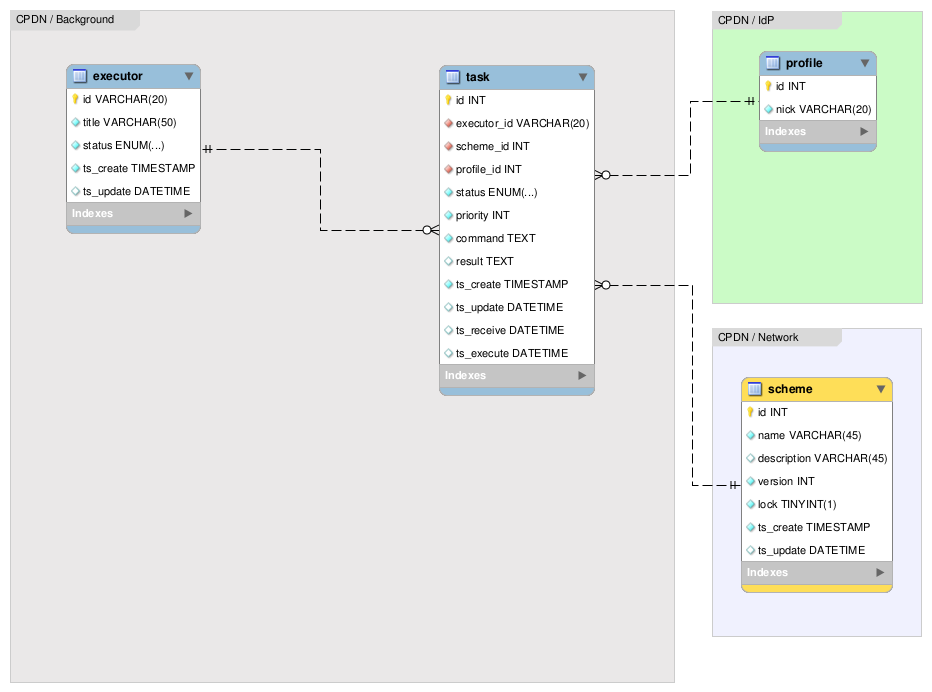 CPDN / Background
executor
id VARCHAR(20)
title VARCHAR(50)
status ENUM(...)
ts_create TIMESTAMP
ts_update DATETIME
Indexes
task
id INT
executor_id VARCHAR(20)
scheme_id INT
profile_id INT
status ENUM(...)
priority INT
command TEXT
result TEXT
ts_create TIMESTAMP
ts_update DATETIME
ts_receive DATETIME
ts_execute DATETIME
Indexes
CPDN / IdP
profile
id INT
nick VARCHAR(20)
Indexes
CPDN / Network
scheme
id INT
name VARCHAR(45)
description VARCHAR(45)
version INT
lock TINYINT(1)
ts_create TIMESTAMP
ts_update DATETIME
Indexes